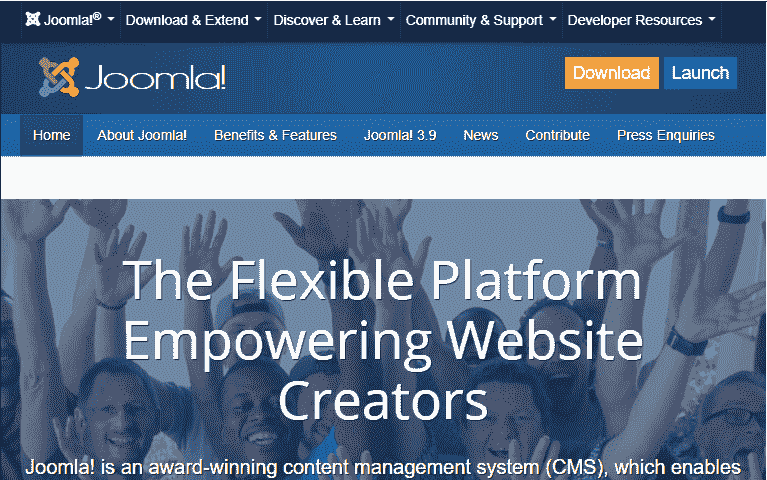 Joomla!® Download & Extend Discover & Learn Community & Support Developer Resources
Joomla! Download Launch
Home About Joomla! Benefits & Features Joomla! 3.9 News Contribute Press Enquiries
The Flexible Platform
Empowering Website
Creators
Joomla! is an award-winning content management system (CMS), which enables